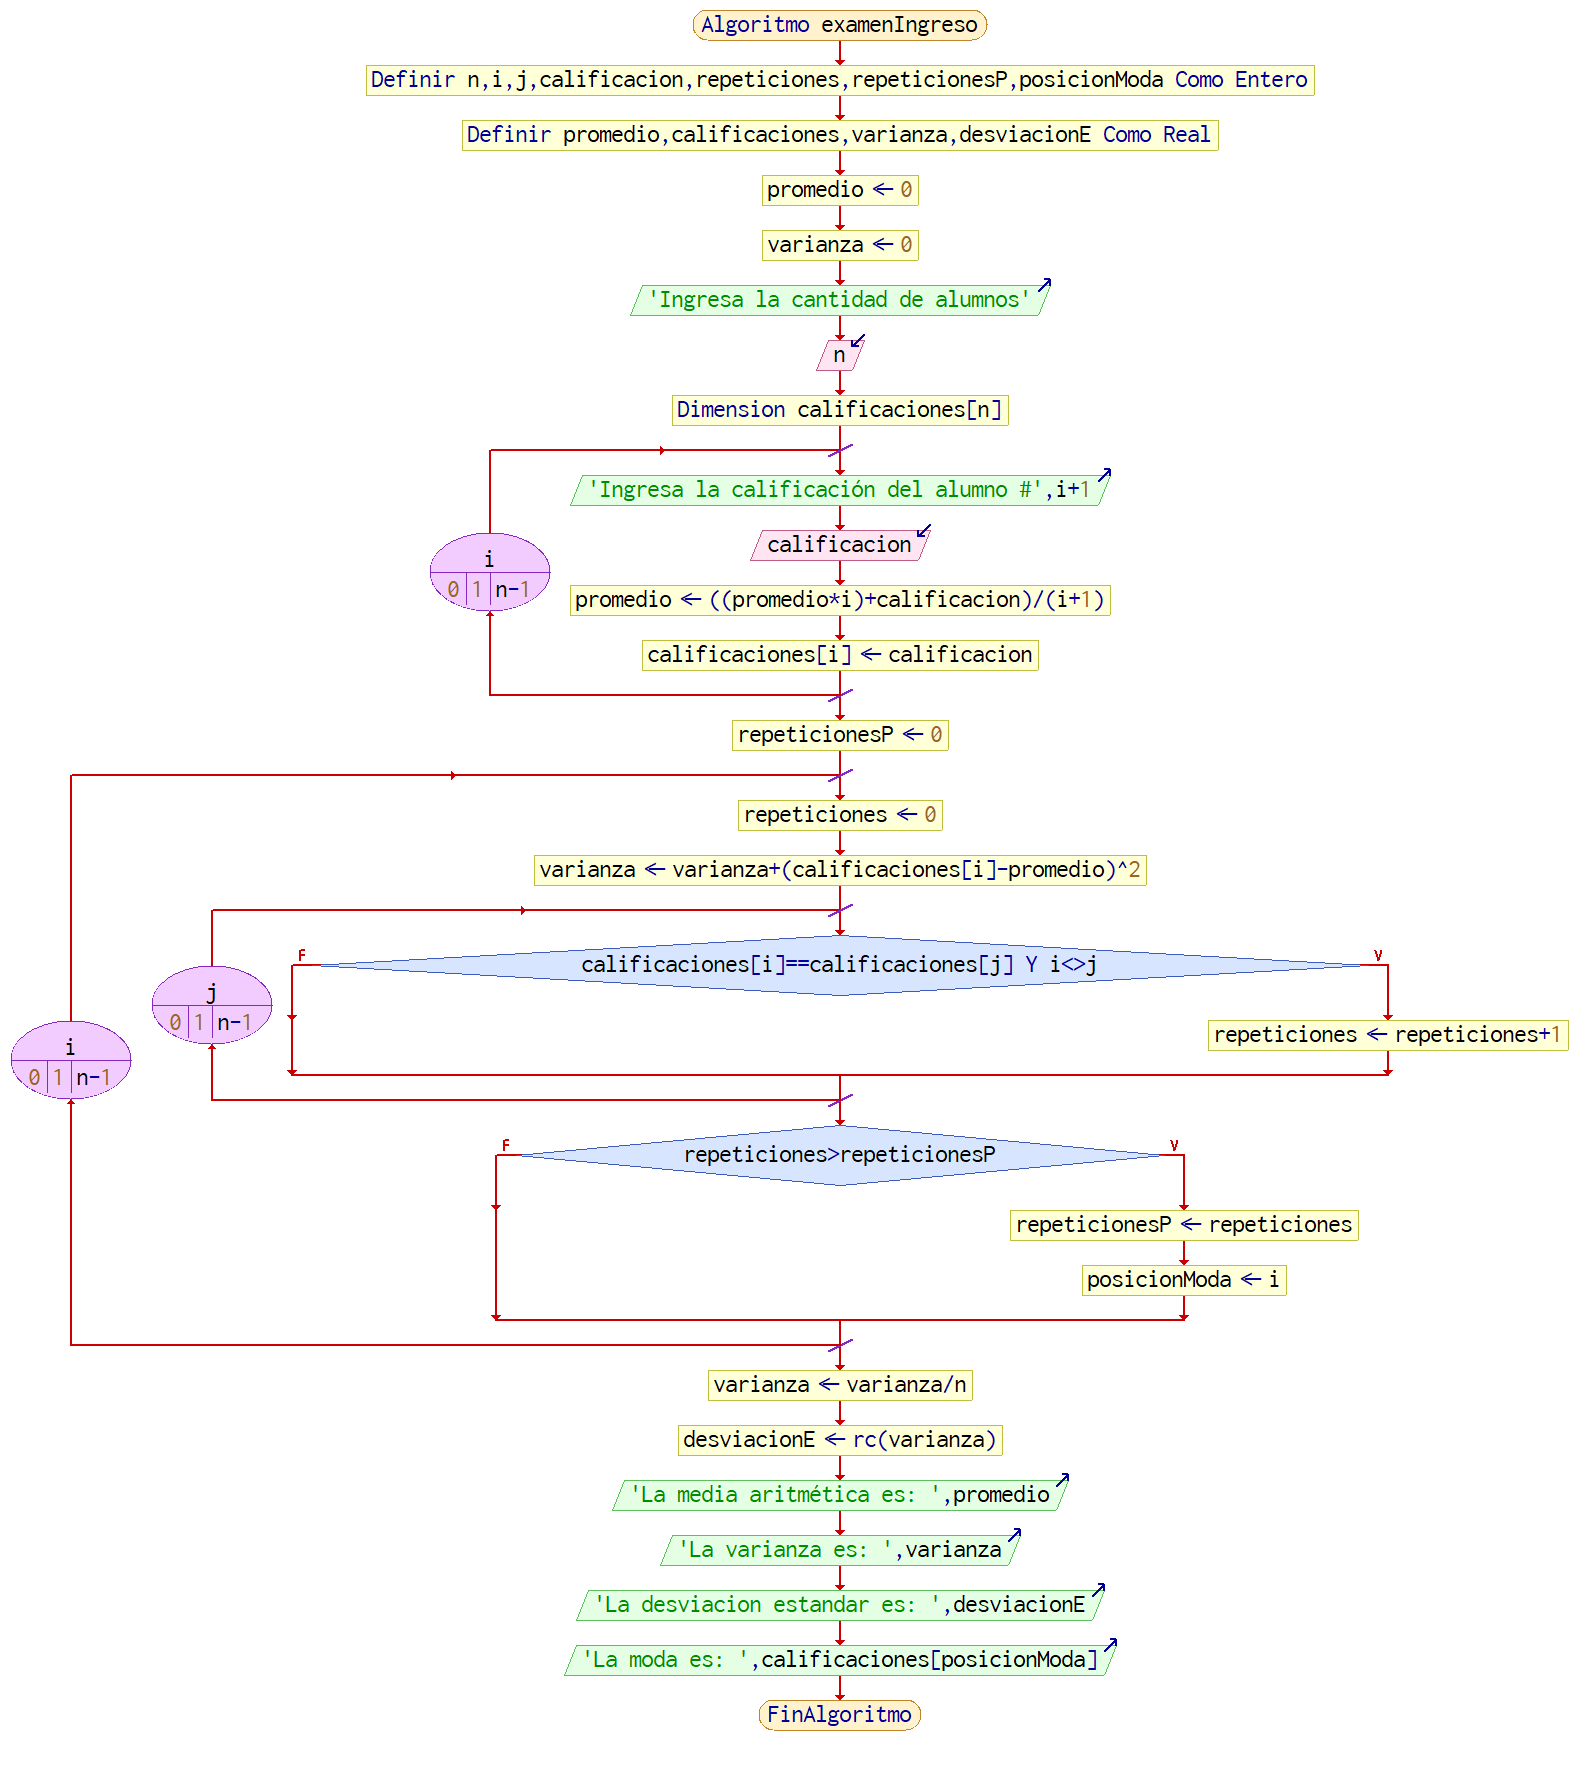 Algoritmo examenIngreso
Definir n,i,j,calificacion,repeticiones,repeticionesP,posicionModa Como Entero
Definir promedio,calificaciones,varianza,desviacionE Como Real
promedio ← 0
varianza ← 0
'Ingresa la cantidad de alumnos'
n
Dimension calificaciones[n]
'Ingresa la calificación del alumno #',i+1
calificacion
i
0 1 n-1
promedio ← ((promedio*i)+calificacion)/(i+1)
calificaciones[i] ← calificacion
repeticionesP ← 0
repeticiones ← 0
varianza ← varianza+(calificaciones[i]-promedio)^2
F
calificaciones[i]==calificaciones[j] Y i<>j
V
j
0 1 n-1
repeticiones ← repeticiones+1
i
0 1 n-1
F
repeticiones>repeticionesP
V
repeticionesP ← repeticiones
posicionModa ← i
varianza ← varianza/n
desviacionE ← rc(varianza)
'La media aritmética es: ',promedio
'La varianza es: ',varianza
'La desviacion estandar es: ',desviacionE
'La moda es: ',calificaciones[posicionModa]
FinAlgoritmo